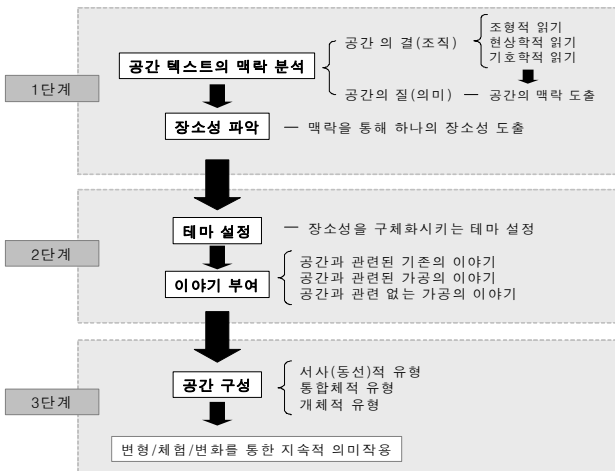 1단계
공간 텍스트의 맥락 분석
공간 의 결(조직)
조형적 읽기
현상학적 읽기
기호학적 읽기
공간의 질(의미) — 공간의 맥락 도출
장소성 파악 — 맥락을 통해 하나의 장소성 도출
2단계
테마 설정 — 장소성을 구체화시키는 테마 설정
이야기 부여
공간과 관련된 기존의 이야기
공간과 관련된 가공의 이야기
공간과 관련 없는 가공의 이야기
3단계
공간 구성
서사(동선)적 유형
통합체적 유형
개체적 유형
변형/체험/변화를 통한 지속적 의미작용